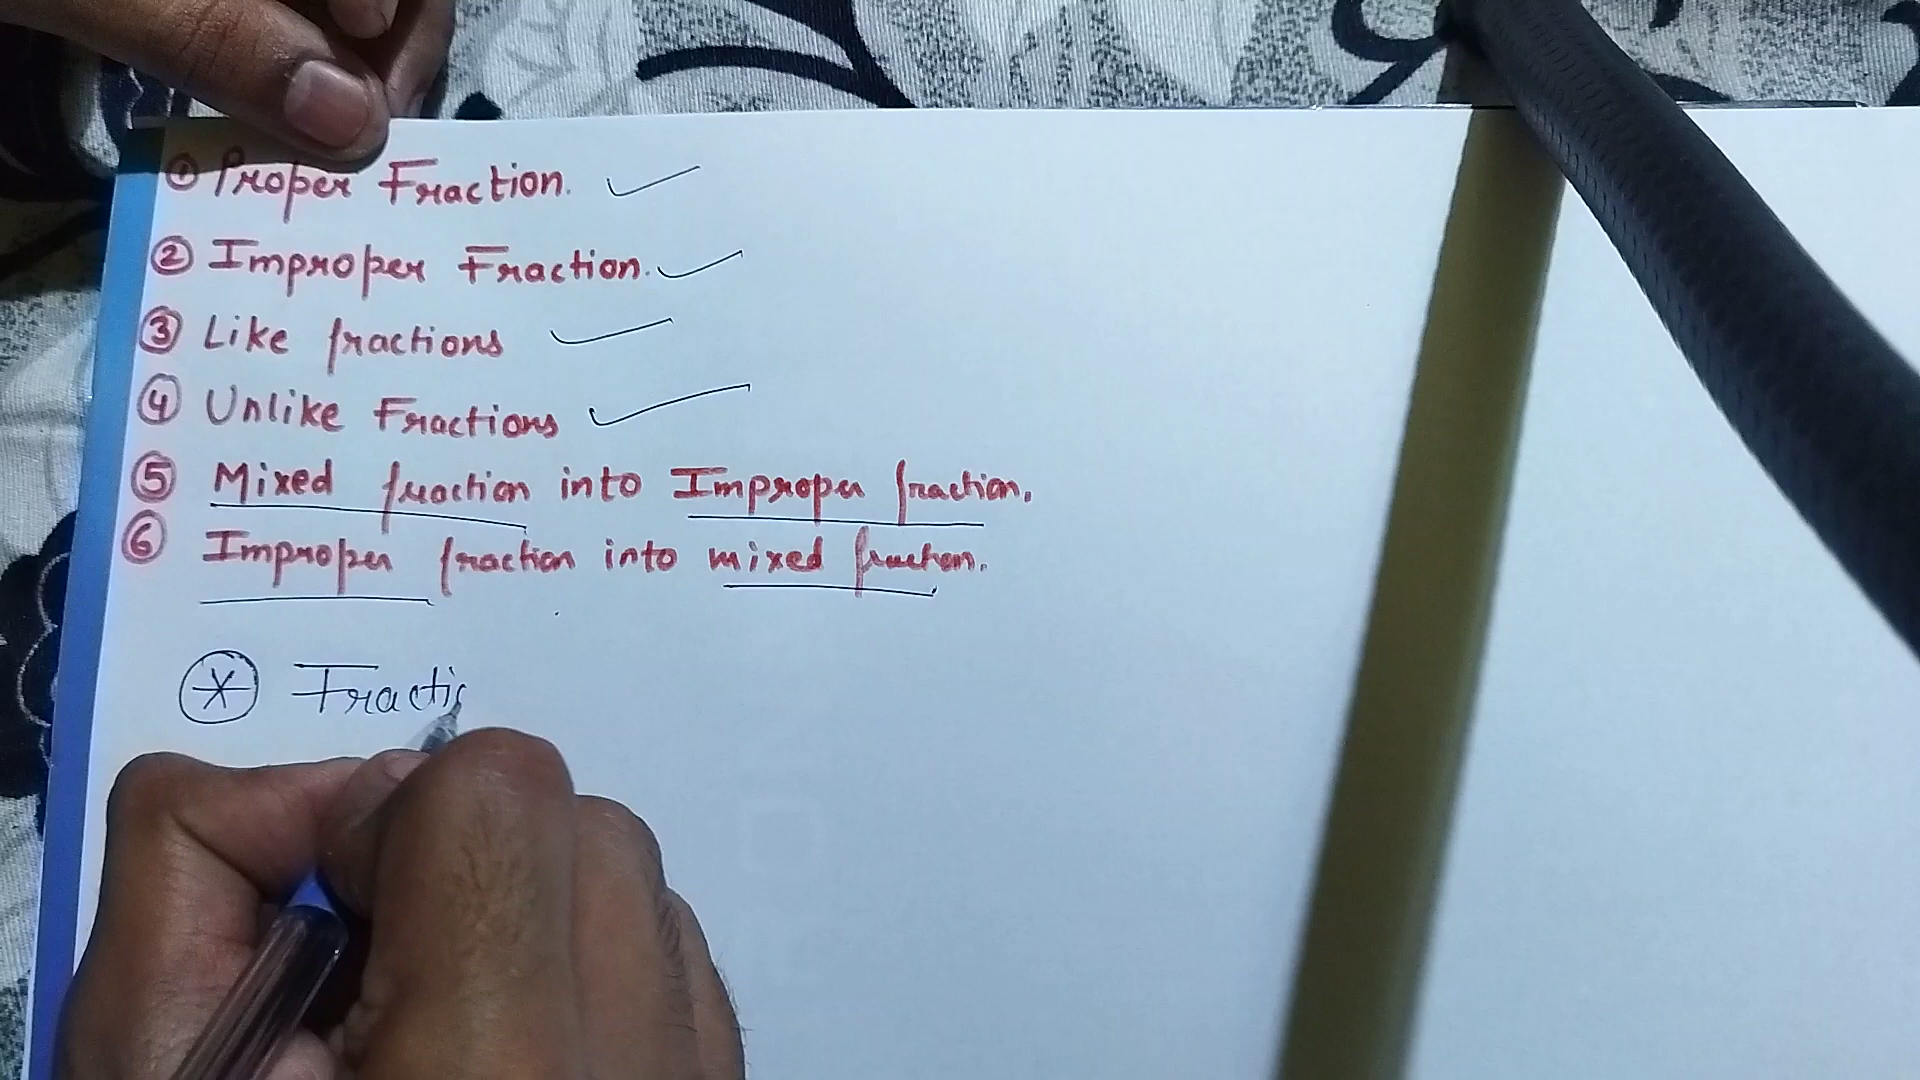 ① Proper Fraction.
② Improper Fraction.
③ Like fractions
④ Unlike Fractions
⑤ Mixed fraction into Improper fraction.
⑥ Improper fraction into mixed fraction.
Fracti